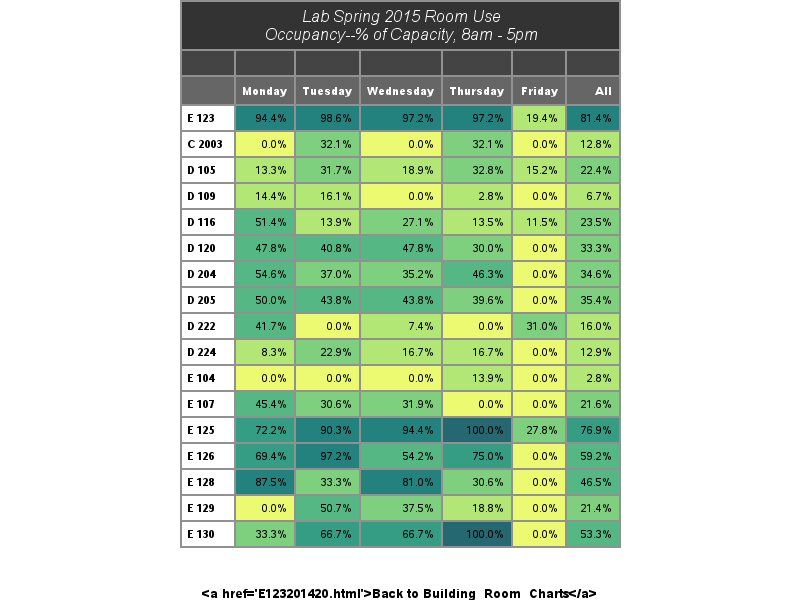 Lab Spring 2015 Room Use
Occupancy--% of Capacity, 8am - 5pm
Monday Tuesday Wednesday Thursday Friday All
E 123 94.4% 98.6% 97.2% 97.2% 19.4% 81.4%
C 2003 0.0% 32.1% 0.0% 32.1% 0.0% 12.8%
D 105 13.3% 31.7% 18.9% 32.8% 15.2% 22.4%
D 109 14.4% 16.1% 0.0% 2.8% 0.0% 6.7%
D 116 51.4% 13.9% 27.1% 13.5% 11.5% 23.5%
D 120 47.8% 40.8% 47.8% 30.0% 0.0% 33.3%
D 204 54.6% 37.0% 35.2% 46.3% 0.0% 34.6%
D 205 50.0% 43.8% 43.8% 39.6% 0.0% 35.4%
D 222 41.7% 0.0% 7.4% 0.0% 31.0% 16.0%
D 224 8.3% 22.9% 16.7% 16.7% 0.0% 12.9%
E 104 0.0% 0.0% 0.0% 13.9% 0.0% 2.8%
E 107 45.4% 30.6% 31.9% 0.0% 0.0% 21.6%
E 125 72.2% 90.3% 94.4% 100.0% 27.8% 76.9%
E 126 69.4% 97.2% 54.2% 75.0% 0.0% 59.2%
E 128 87.5% 33.3% 81.0% 30.6% 0.0% 46.5%
E 129 0.0% 50.7% 37.5% 18.8% 0.0% 21.4%
E 130 33.3% 66.7% 66.7% 100.0% 0.0% 53.3%
<a href='E123201420.html'>Back to Building_Room_Charts</a>